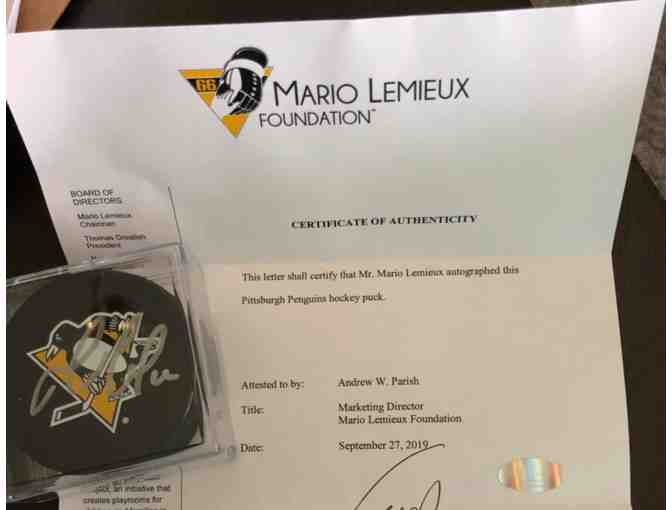 66
MARIO LEMIEUX
FOUNDATION™
BOARD OF
DIRECTORS
Mario Lemieux
Chairman
Thomas Grealish
President
CERTIFICATE OF AUTHENTICITY
This letter shall certify that Mr. Mario Lemieux autographed this
Pittsburgh Penguins hockey puck.
Attested to by: Andrew W. Parish
Title: Marketing Director
Mario Lemieux Foundation
Date: September 27, 2019
an initiative that
creates playrooms for